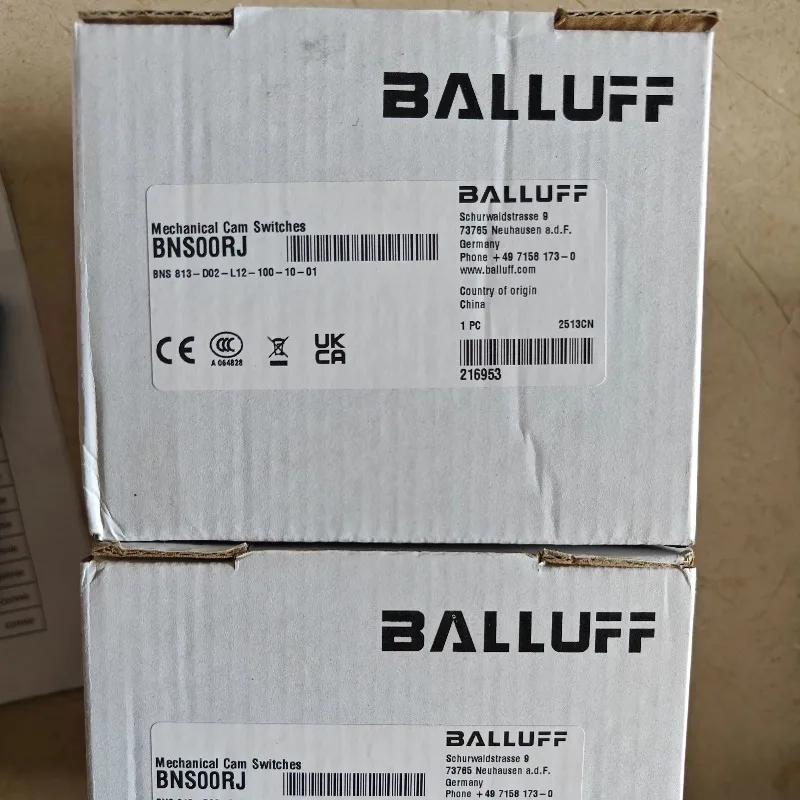 BALLUFF
BALLUFF
Mechanical Cam Switches
BNS00RJ
BNS 813-D02-L12-100-10-01
Schurwaldstrasse 9
73765 Neuhausen a.d.F.
Germany
Phone +49 7158 173-0
www.balluff.com
Country of origin
China
1 PC 2513CN
CE
CCC
A 064828
UK
CA
216953
BALLUFF
BALLUFF
Mechanical Cam Switches
BNS00RJ
Schurwaldstrasse 9
73765 Neuhausen a.d.F.
Germany
Phone +49 7158 173-0